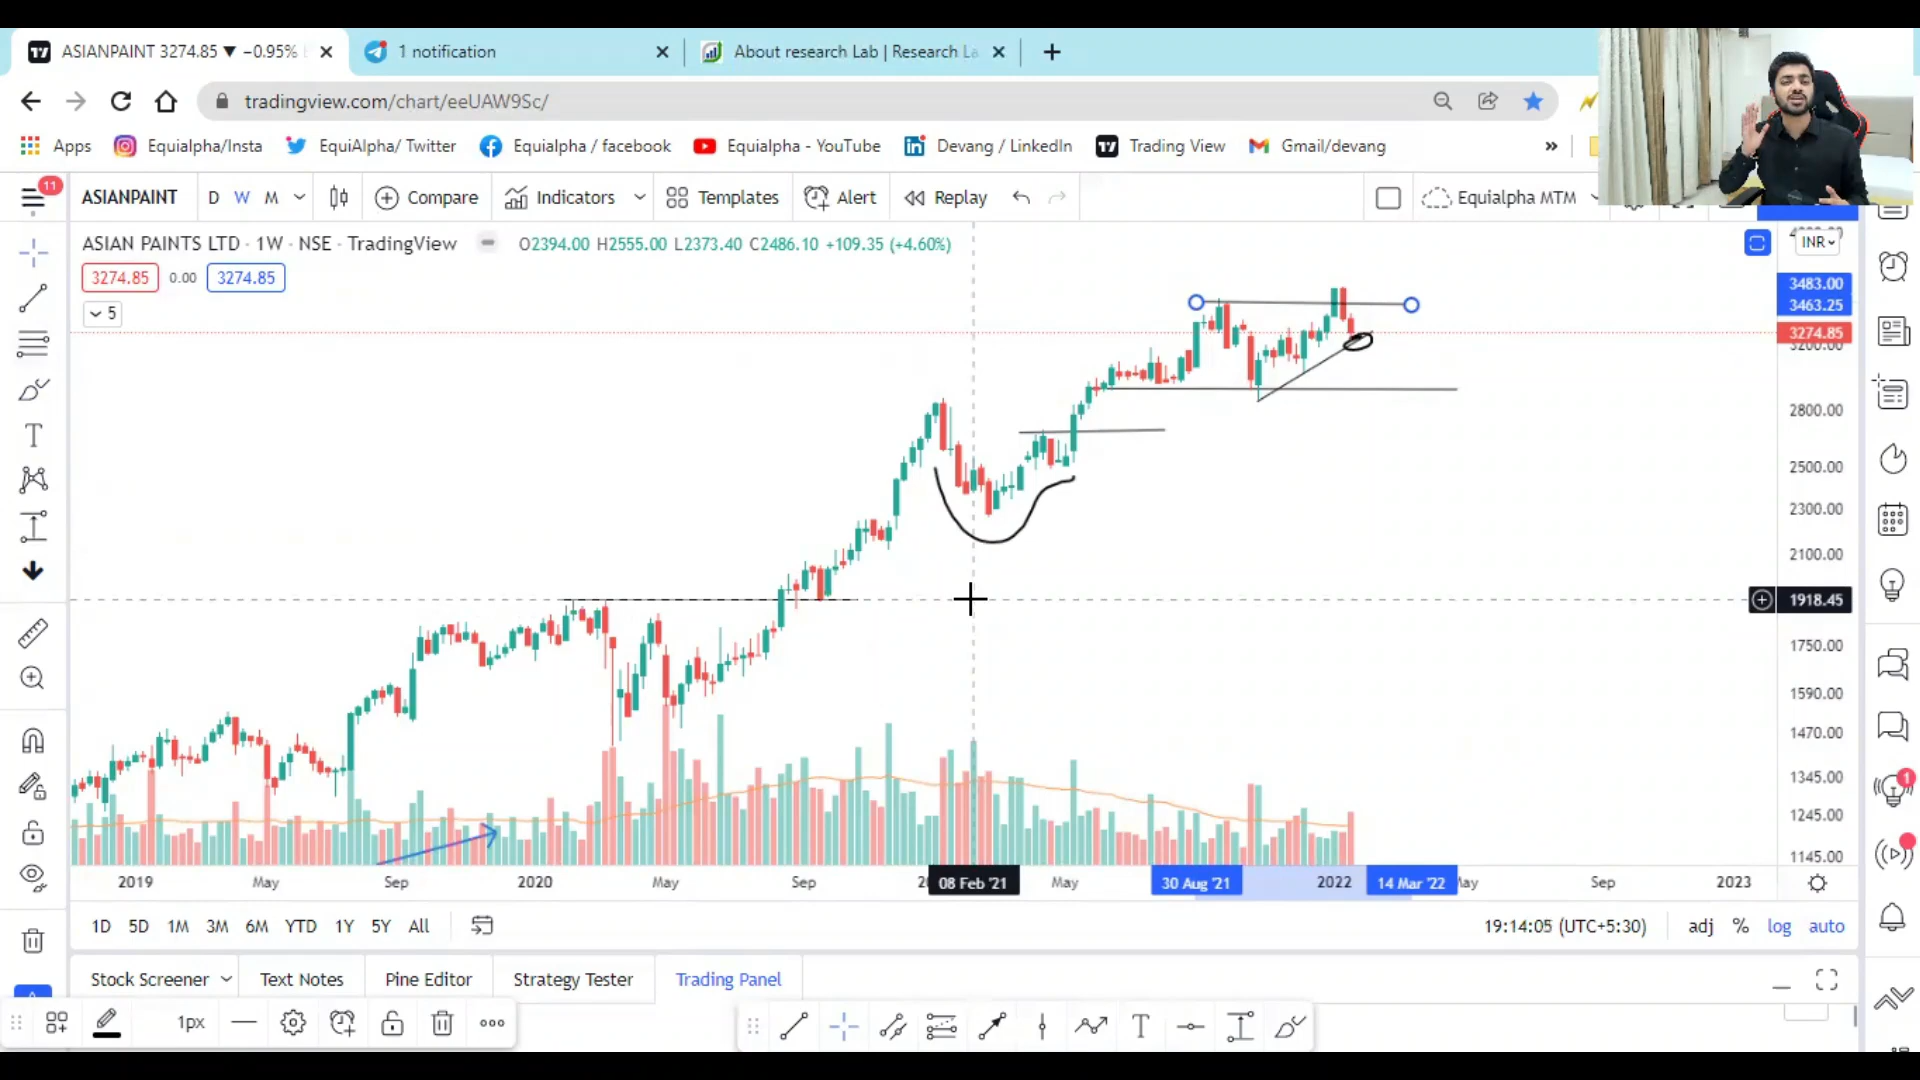 ASIANPAINT 3274.85 ▼ −0.95%
1 notification
About research Lab | Research La
tradingview.com/chart/eeUAW9Sc/
Apps Equialpha/Insta EquiAlpha/ Twitter Equialpha / facebook Equialpha - YouTube Devang / LinkedIn Trading View Gmail/devang »
11
ASIANPAINT D W M Compare Indicators Templates Alert Replay Equialpha MTM
ASIAN PAINTS LTD · 1W · NSE · TradingView O2394.00 H2555.00 L2373.40 C2486.10 +109.35 (+4.60%)
INR
3274.85 0.00 3274.85
5
3483.00
3463.25
3274.85
3200.00
2800.00
2500.00
2300.00
2100.00
1918.45
1750.00
1590.00
1470.00
1345.00
1245.00
1145.00
1
2019 May Sep 2020 May Sep 08 Feb '21 May 30 Aug '21 2022 14 Mar '22 May Sep 2023
1D 5D 1M 3M 6M YTD 1Y 5Y All 19:14:05 (UTC+5:30) adj % log auto
Stock Screener Text Notes Pine Editor Strategy Tester Trading Panel
1px